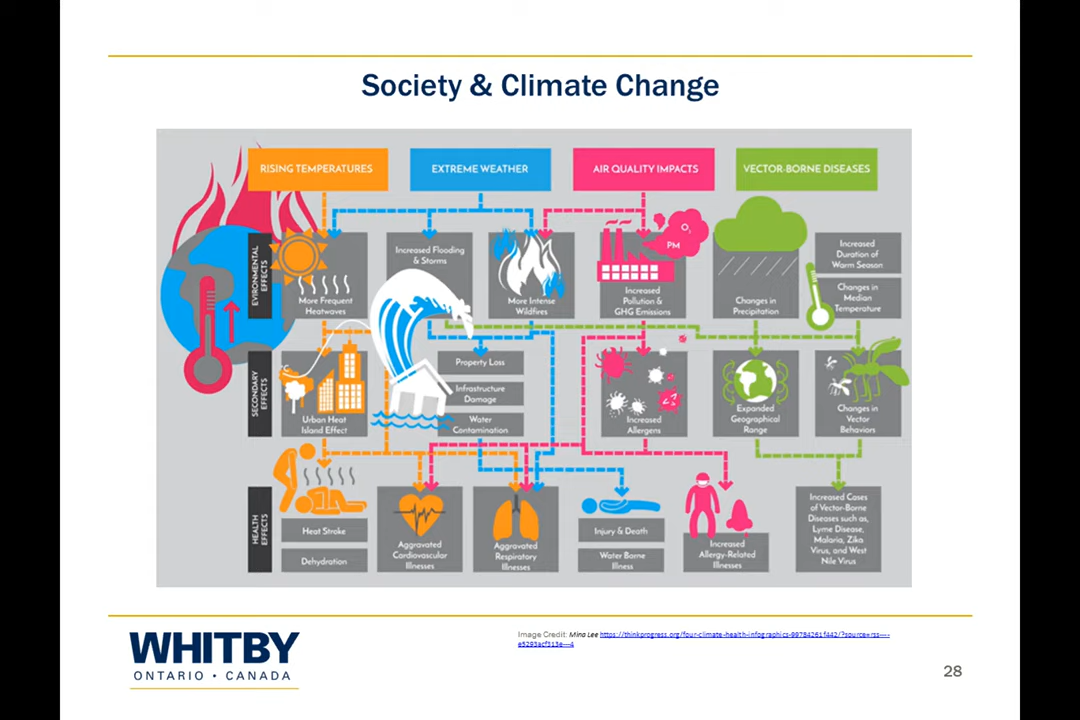 Society & Climate Change
RISING TEMPERATURES
EXTREME WEATHER
AIR QUALITY IMPACTS
VECTOR-BORNE DISEASES
EVIRONMENTAL
EFFECTS
More Frequent
Heatwaves
Increased Flooding
& Storms
More Intense
Wildfires
PM
Increased
Pollution &
GHG Emissions
Changes in
Precipitation
Increased
Duration of
Warm Season
Changes in
Median
Temperature
SECONDARY
EFFECTS
°C
Urban Heat
Island Effect
Property Loss
Infrastructure
Damage
Water
Contamination
Increased
Allergens
Expanded
Geographical
Range
Changes in
Vector
Behaviors
HEALTH
EFFECTS
Heat Stroke
Dehydration
Aggravated
Cardiovascular
Illnesses
Aggravated
Respiratory
Illnesses
Injury & Death
Water Borne
Illness
Increased
Allergy-Related
Illnesses
Increased Cases
of Vector-Borne
Diseases such as,
Lyme Disease,
Malaria, Zika
Virus, and West
Nile Virus
WHITBY
ONTARIO • CANADA
Image Credit: Mina Lee
28